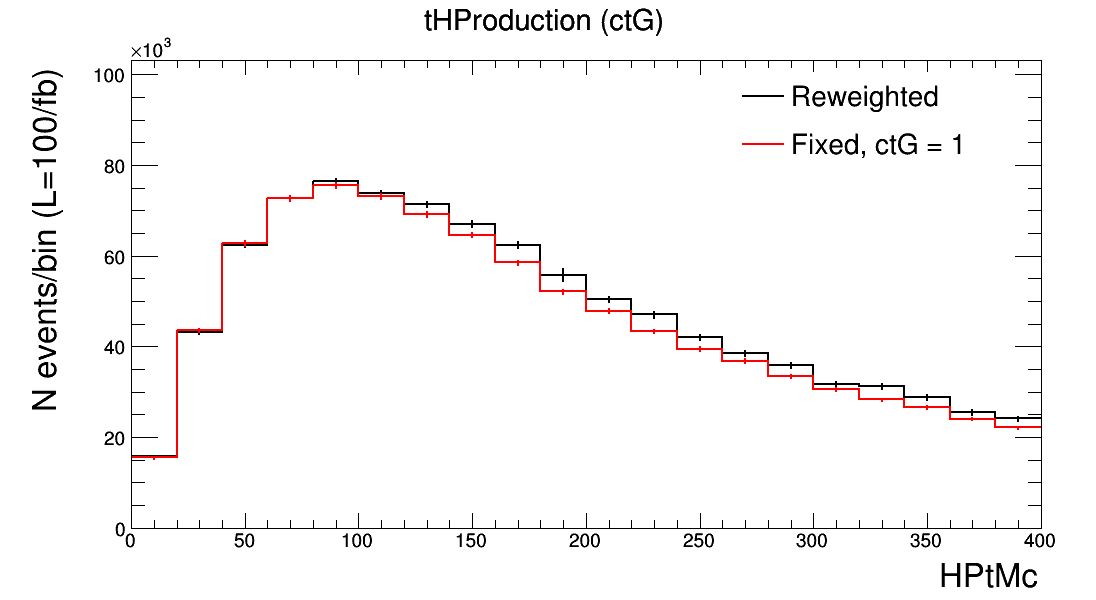 tHProduction (ctG)
×10³
N events/bin (L=100/fb)
100
80
60
40
20
0
Reweighted
Fixed, ctG = 1
0 50 100 150 200 250 300 350 400
HPtMc